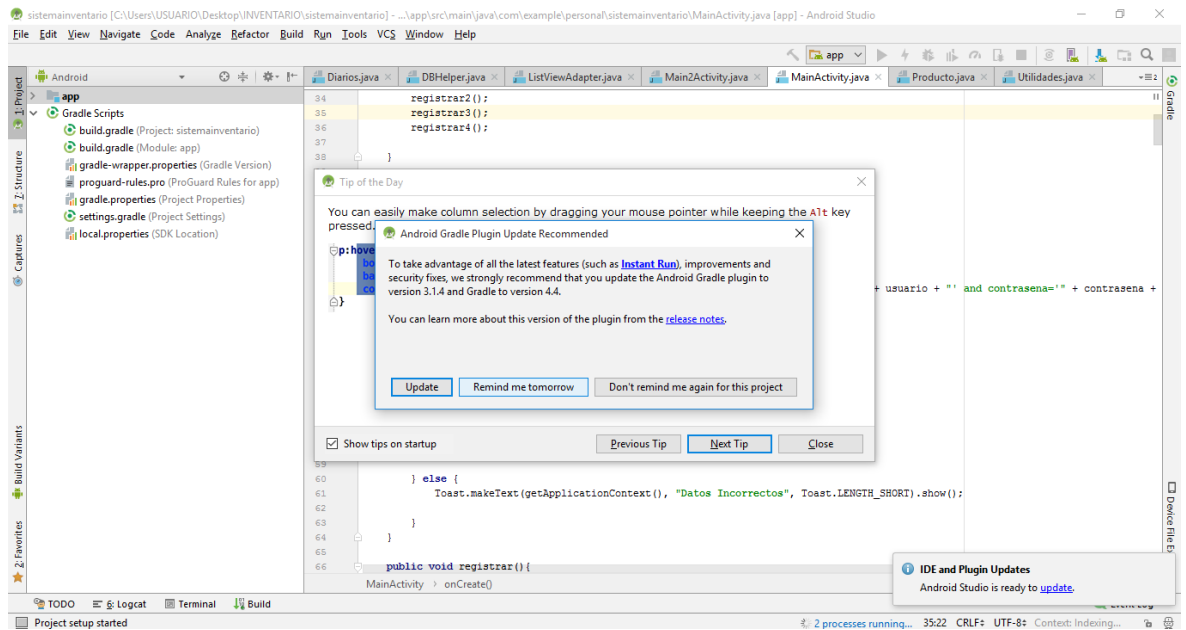 sistemainventario [C:\Users\USUARIO\Desktop\INVENTARIO\sistemainventario] - ...\app\src\main\java\com\example\personal\sistemainventario\MainActivity.java [app] - Android Studio
File Edit View Navigate Code Analyze Refactor Build Run Tools VCS Window Help
app
1: Project
Android
Diarios.java DBHelper.java ListViewAdapter.java Main2Activity.java MainActivity.java Producto.java Utilidades.java 2
Gradle
app
Gradle Scripts
build.gradle (Project: sistemainventario)
build.gradle (Module: app)
gradle-wrapper.properties (Gradle Version)
proguard-rules.pro (ProGuard Rules for app)
gradle.properties (Project Properties)
settings.gradle (Project Settings)
local.properties (SDK Location)
7: Structure
Captures
Build Variants
2: Favorites
34 registrar2();
35 registrar3();
36 registrar4();
37
38 }
Tip of the Day
You can easily make column selection by dragging your mouse pointer while keeping the Alt key
pressed.
p:hove
bo
ba
co
}
+ usuario + "' and contrasena='" + contrasena +
Android Gradle Plugin Update Recommended
To take advantage of all the latest features (such as Instant Run), improvements and
security fixes, we strongly recommend that you update the Android Gradle plugin to
version 3.1.4 and Gradle to version 4.4.
You can learn more about this version of the plugin from the release notes.
Update Remind me tomorrow Don't remind me again for this project
Show tips on startup Previous Tip Next Tip Close
59
60 } else {
61 Toast.makeText(getApplicationContext(), "Datos Incorrectos", Toast.LENGTH_SHORT).show();
62
63 }
64 }
65
66 public void registrar(){
MainActivity › onCreate()
Device File Ex
IDE and Plugin Updates
Android Studio is ready to update.
TODO 6: Logcat Terminal Build Event Log
Project setup started 2 processes running... 35:22 CRLF UTF-8 Context: Indexing...